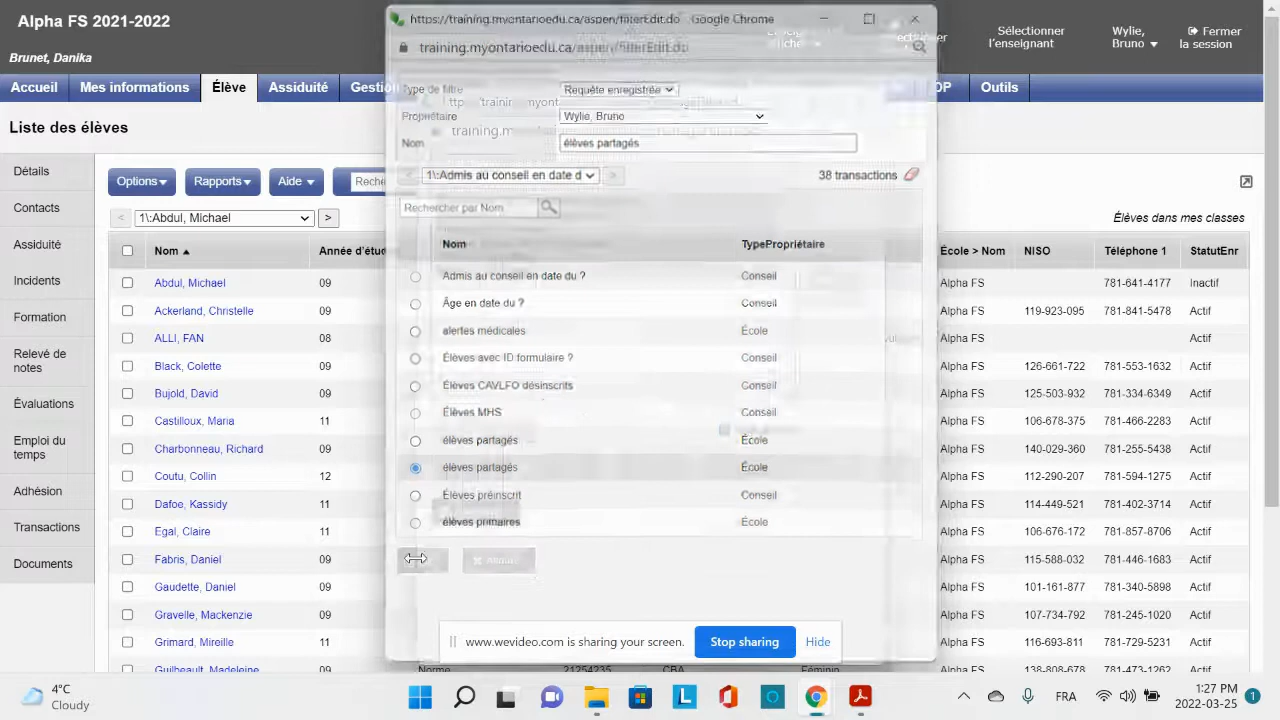 Alpha FS 2021-2022
Brunet, Danika
https://training.myontarioedu.ca/aspen/filterEdit.do - Google Chrome
training.myontarioedu.ca/aspen/filterEdit.do
Sélectionner l'enseignant
Wylie, Bruno
Fermer la session
Accueil
Mes informations
Élève
Assiduité
Outils
Liste des élèves
Type de filtre
Requête enregistrée
Propriétaire
Wylie, Bruno
Nom
élèves partagés
Détails
Contacts
Assiduité
Incidents
Formation
Relevé de notes
Évaluations
Emploi du temps
Adhésion
Transactions
Documents
Options
Rapports
Aide
1\:Admis au conseil en date d
38 transactions
<
1\:Abdul, Michael
>
Rechercher par Nom
Élèves dans mes classes
Nom
TypePropriétaire
Admis au conseil en date du ? Conseil
Âge en date du ? Conseil
alertes médicales École
Élèves avec ID formulaire ? Conseil
Élèves CAVLFO désinscrits Conseil
Élèves MHS Conseil
élèves partagés École
élèves partagés École
Élèves préinscrit Conseil
élèves primaires École
Nom École > Nom NISO Téléphone 1 StatutEnr
Abdul, Michael 09 Alpha FS 781-641-4177 Inactif
Ackerland, Christelle 09 Alpha FS 119-923-095 781-841-5478 Actif
ALLI, FAN 08 Alpha FS Actif
Black, Colette 09 Alpha FS 126-661-722 781-553-1632 Actif
Bujold, David 09 Alpha FS 125-503-932 781-334-6349 Actif
Castilloux, Maria 11 Alpha FS 106-678-375 781-466-2283 Actif
Charbonneau, Richard 09 Alpha FS 140-029-360 781-255-5438 Actif
Coutu, Collin 12 Alpha FS 112-290-207 781-594-1275 Actif
Dafoe, Kassidy 11 Alpha FS 114-449-521 781-410-7164 Actif
Egal, Claire 11 Alpha FS 106-676-172 781-857-8706 Actif
Fabris, Daniel 09 Alpha FS 115-588-032 781-446-1683 Actif
Gaudette, Daniel 09 Alpha FS 101-161-877 781-340-5898 Actif
Gravelle, Mackenzie 09 Alpha FS 107-734-792 781-245-1020 Actif
Grimard, Mireille 11 Alpha FS 116-693-811 781-729-5231 Actif
www.wevideo.com is sharing your screen.
Stop sharing
Hide
4°C
Cloudy
FRA
1:27 PM
2022-03-25
1